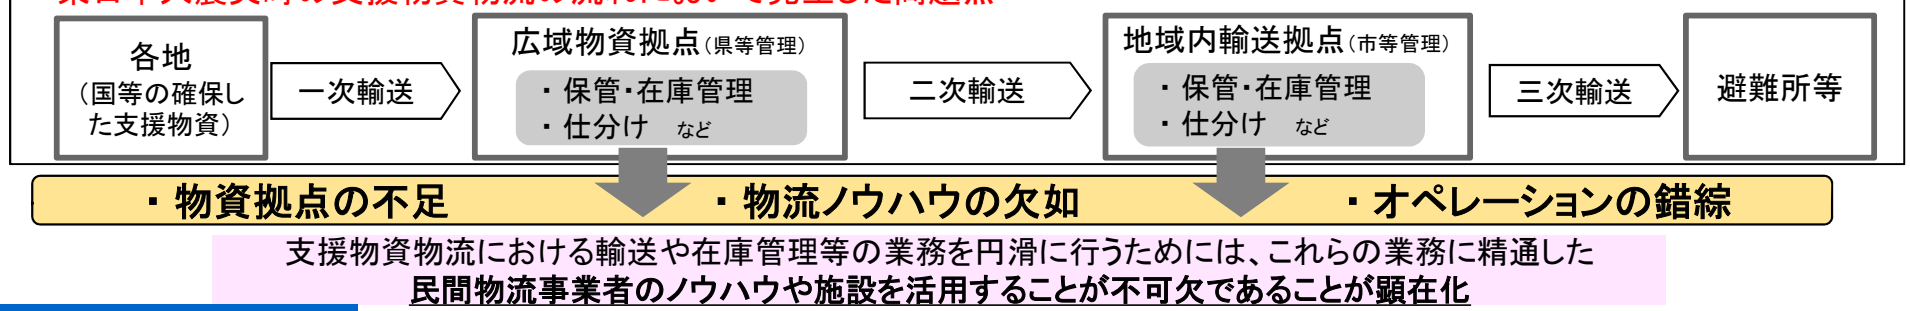 各地
(国等の確保し
た支援物資)
一次輸送
広域物資拠点(県等管理)
・保管・在庫管理
・仕分け など
二次輸送
地域内輸送拠点(市等管理)
・保管・在庫管理
・仕分け など
三次輸送
避難所等
・物資拠点の不足 ・物流ノウハウの欠如 ・オペレーションの錯綜
支援物資物流における輸送や在庫管理等の業務を円滑に行うためには、これらの業務に精通した
民間物流事業者のノウハウや施設を活用することが不可欠であることが顕在化